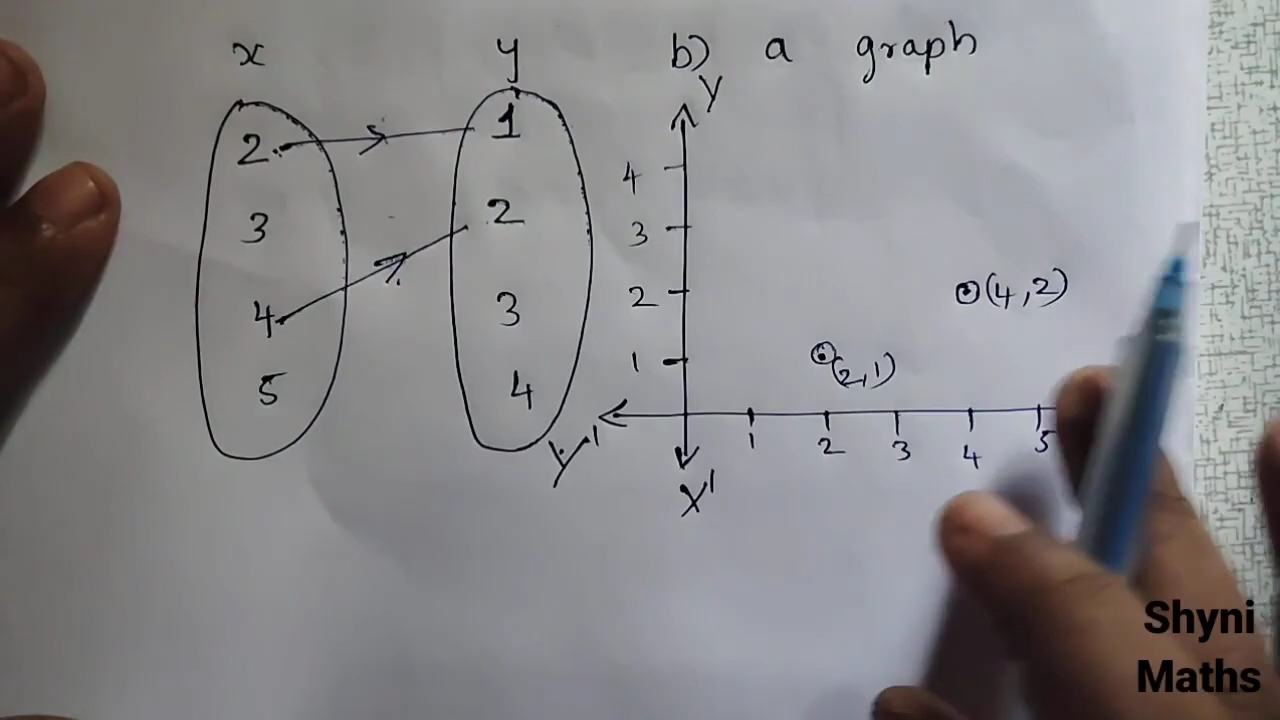 x y
2 1
3 2
4 3
5 4
b) a graph
Y
4
3
2
1
(4,2)
(2,1)
1 2 3 4 5
Y'
X'
Shyni
Maths